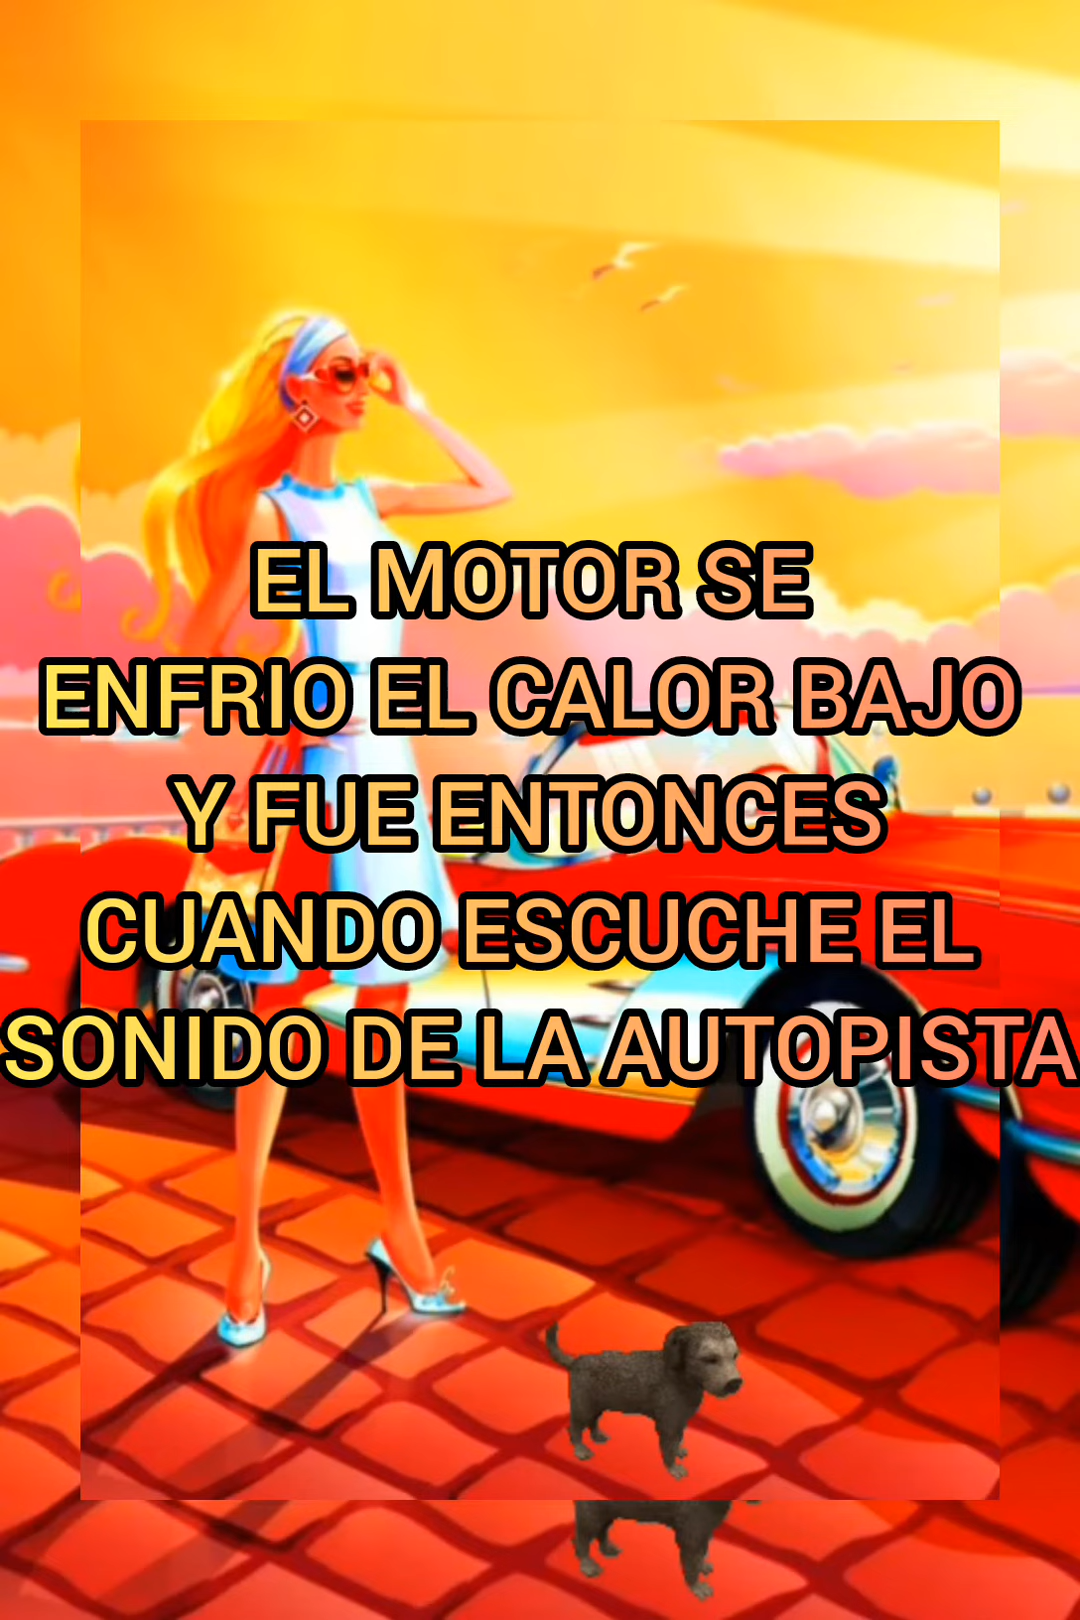 EL MOTOR SE
ENFRIO EL CALOR BAJO
Y FUE ENTONCES
CUANDO ESCUCHE EL
SONIDO DE LA AUTOPISTA